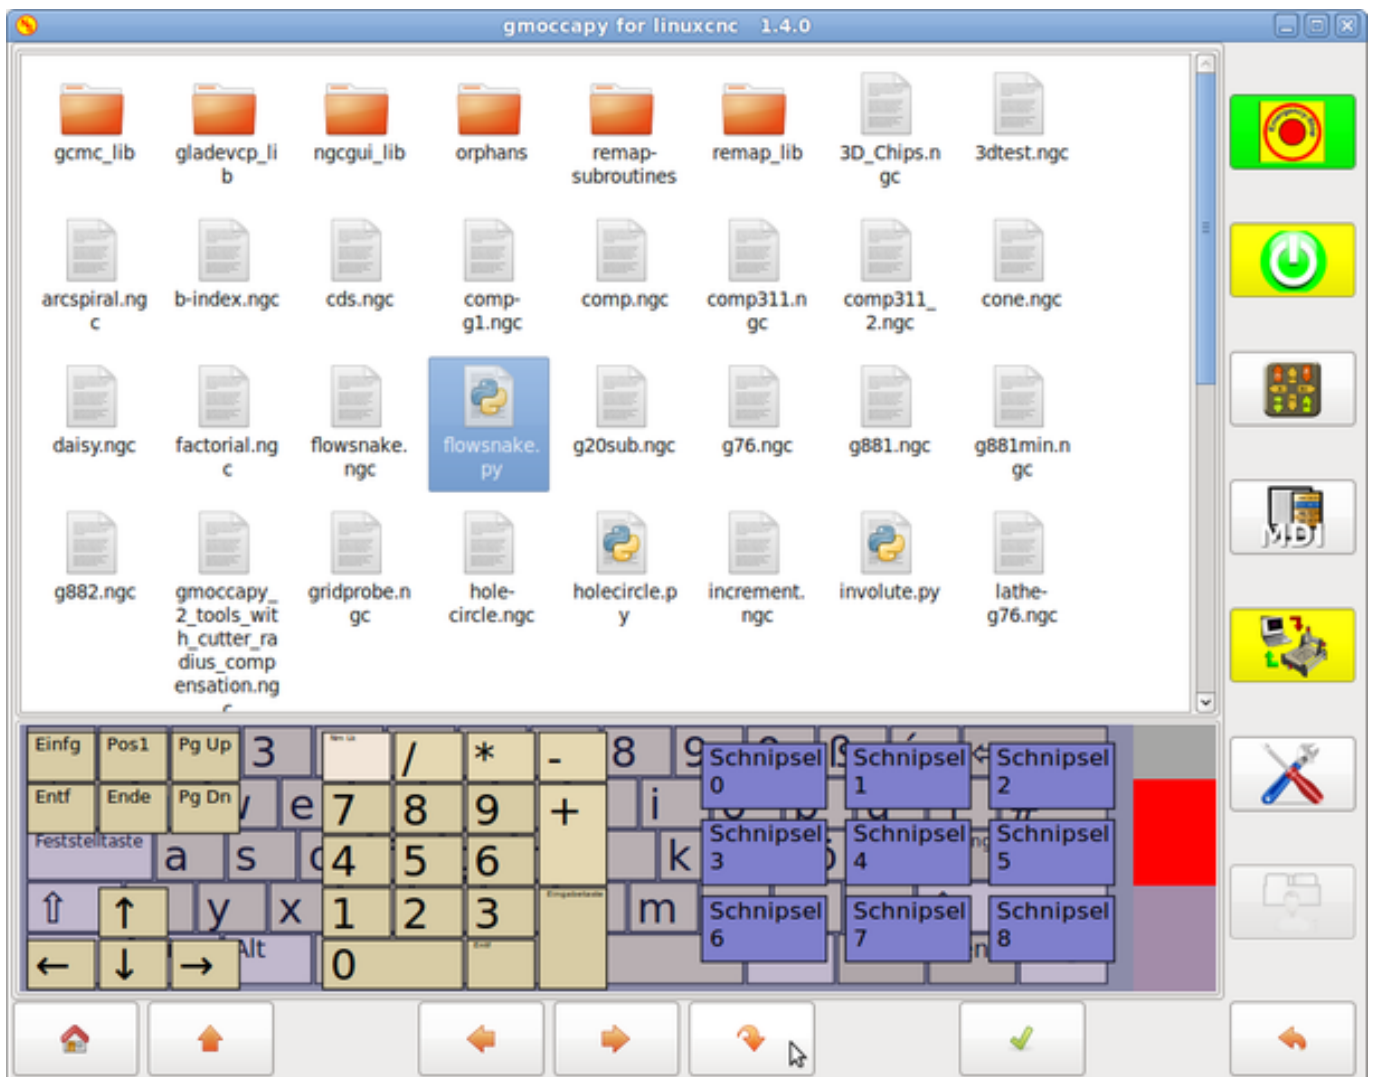 gmoccapy for linuxcnc 1.4.0
gcmc_lib
gladevcp_li
b
ngcgui_lib
orphans
remap-
subroutines
remap_lib
3D_Chips.n
gc
3dtest.ngc
arcspiral.ng
c
b-index.ngc
cds.ngc
comp-
g1.ngc
comp.ngc
comp311.n
gc
comp311_
2.ngc
cone.ngc
daisy.ngc
factorial.ng
c
flowsnake.
ngc
flowsnake.
py
g20sub.ngc
g76.ngc
g881.ngc
g881min.n
gc
g882.ngc
gmoccapy_
2_tools_wit
h_cutter_ra
dius_comp
ensation.ng
c
gridprobe.n
gc
hole-
circle.ngc
holecircle.p
y
increment.
ngc
involute.py
lathe-
g76.ngc
MDI
Einfg Pos1 Pg Up 3 / * - 8 9
Schnipsel
0
Schnipsel
1
Schnipsel
2
Entf Ende Pg Dn e 7 8 9 + i
Feststelltaste a s 4 5 6 k
Schnipsel
3
Schnipsel
4
Schnipsel
5
⇧ ↑ y x 1 2 3 Eingabetaste m
Schnipsel
6
Schnipsel
7
Schnipsel
8
← ↓ → Alt 0 Entf